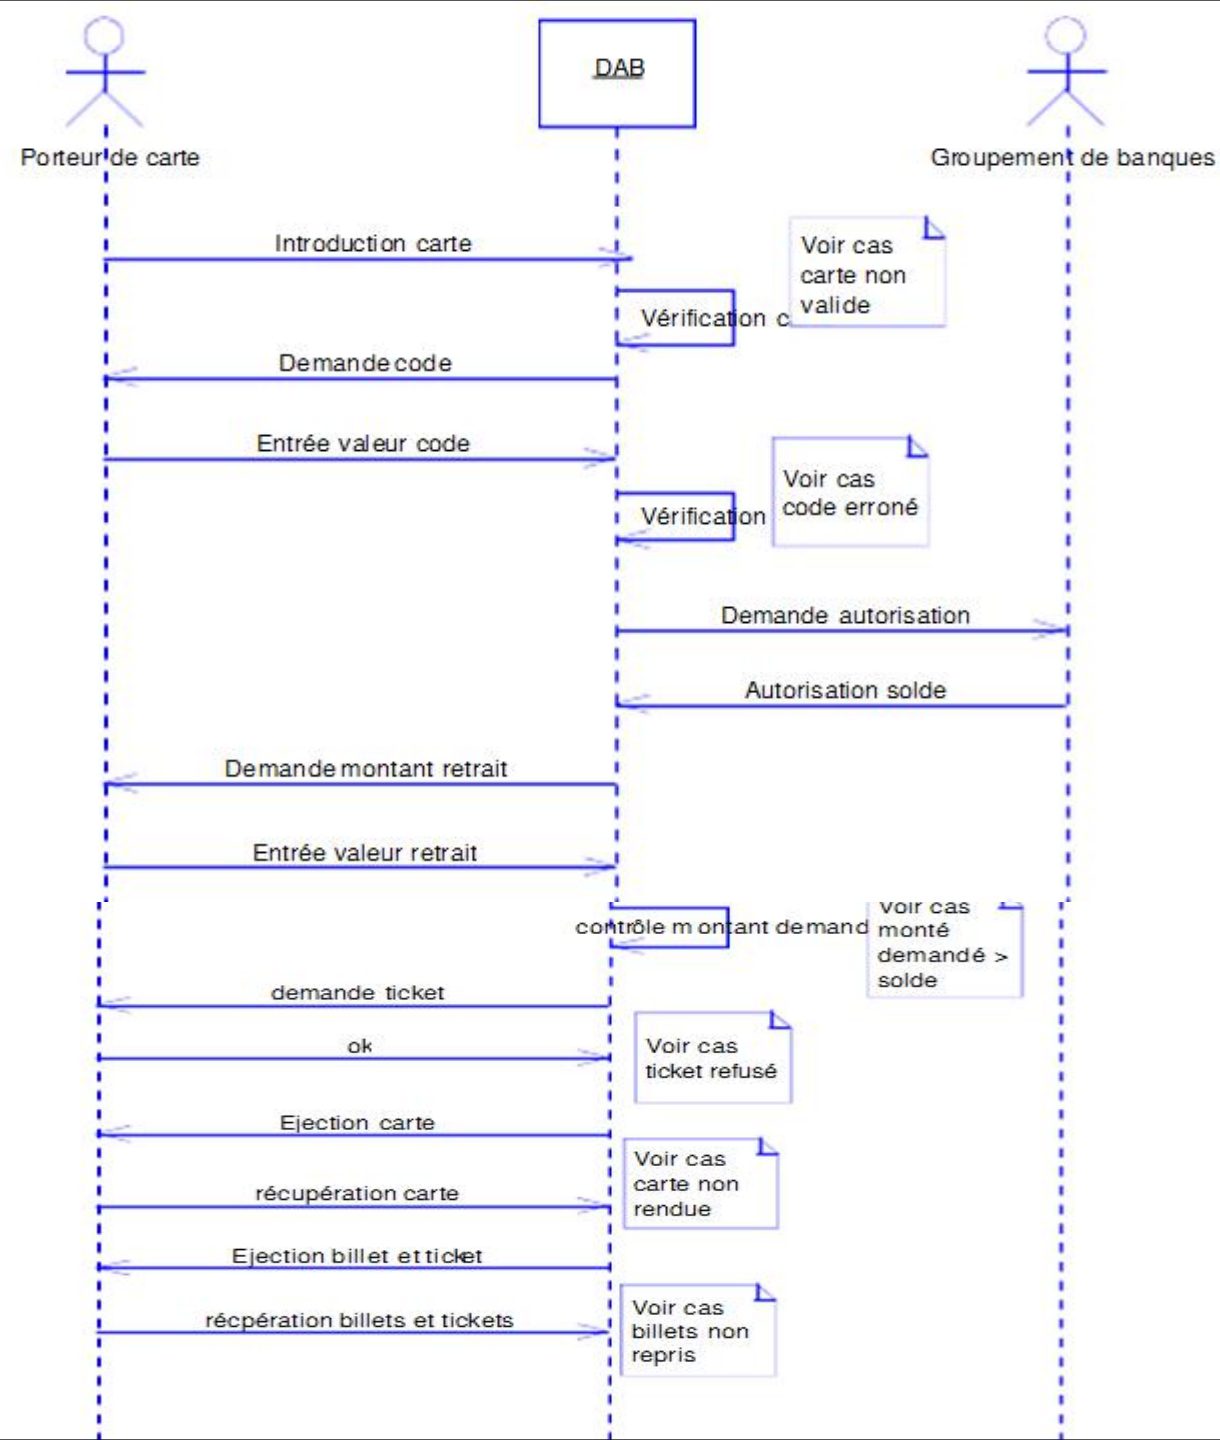 DAB
Porteur de carte
Groupement de banques
Introduction carte
Voir cas
carte non
valide
Vérification c
Demande code
Entrée valeur code
Voir cas
code erroné
Vérification
Demande autorisation
Autorisation solde
Demande montant retrait
Entrée valeur retrait
contrôle montant demand
Voir cas
monté
demandé >
solde
demande ticket
ok
Voir cas
ticket refusé
Ejection carte
Voir cas
carte non
rendue
récupération carte
Ejection billet et ticket
récpération billets et tickets
Voir cas
billets non
repris